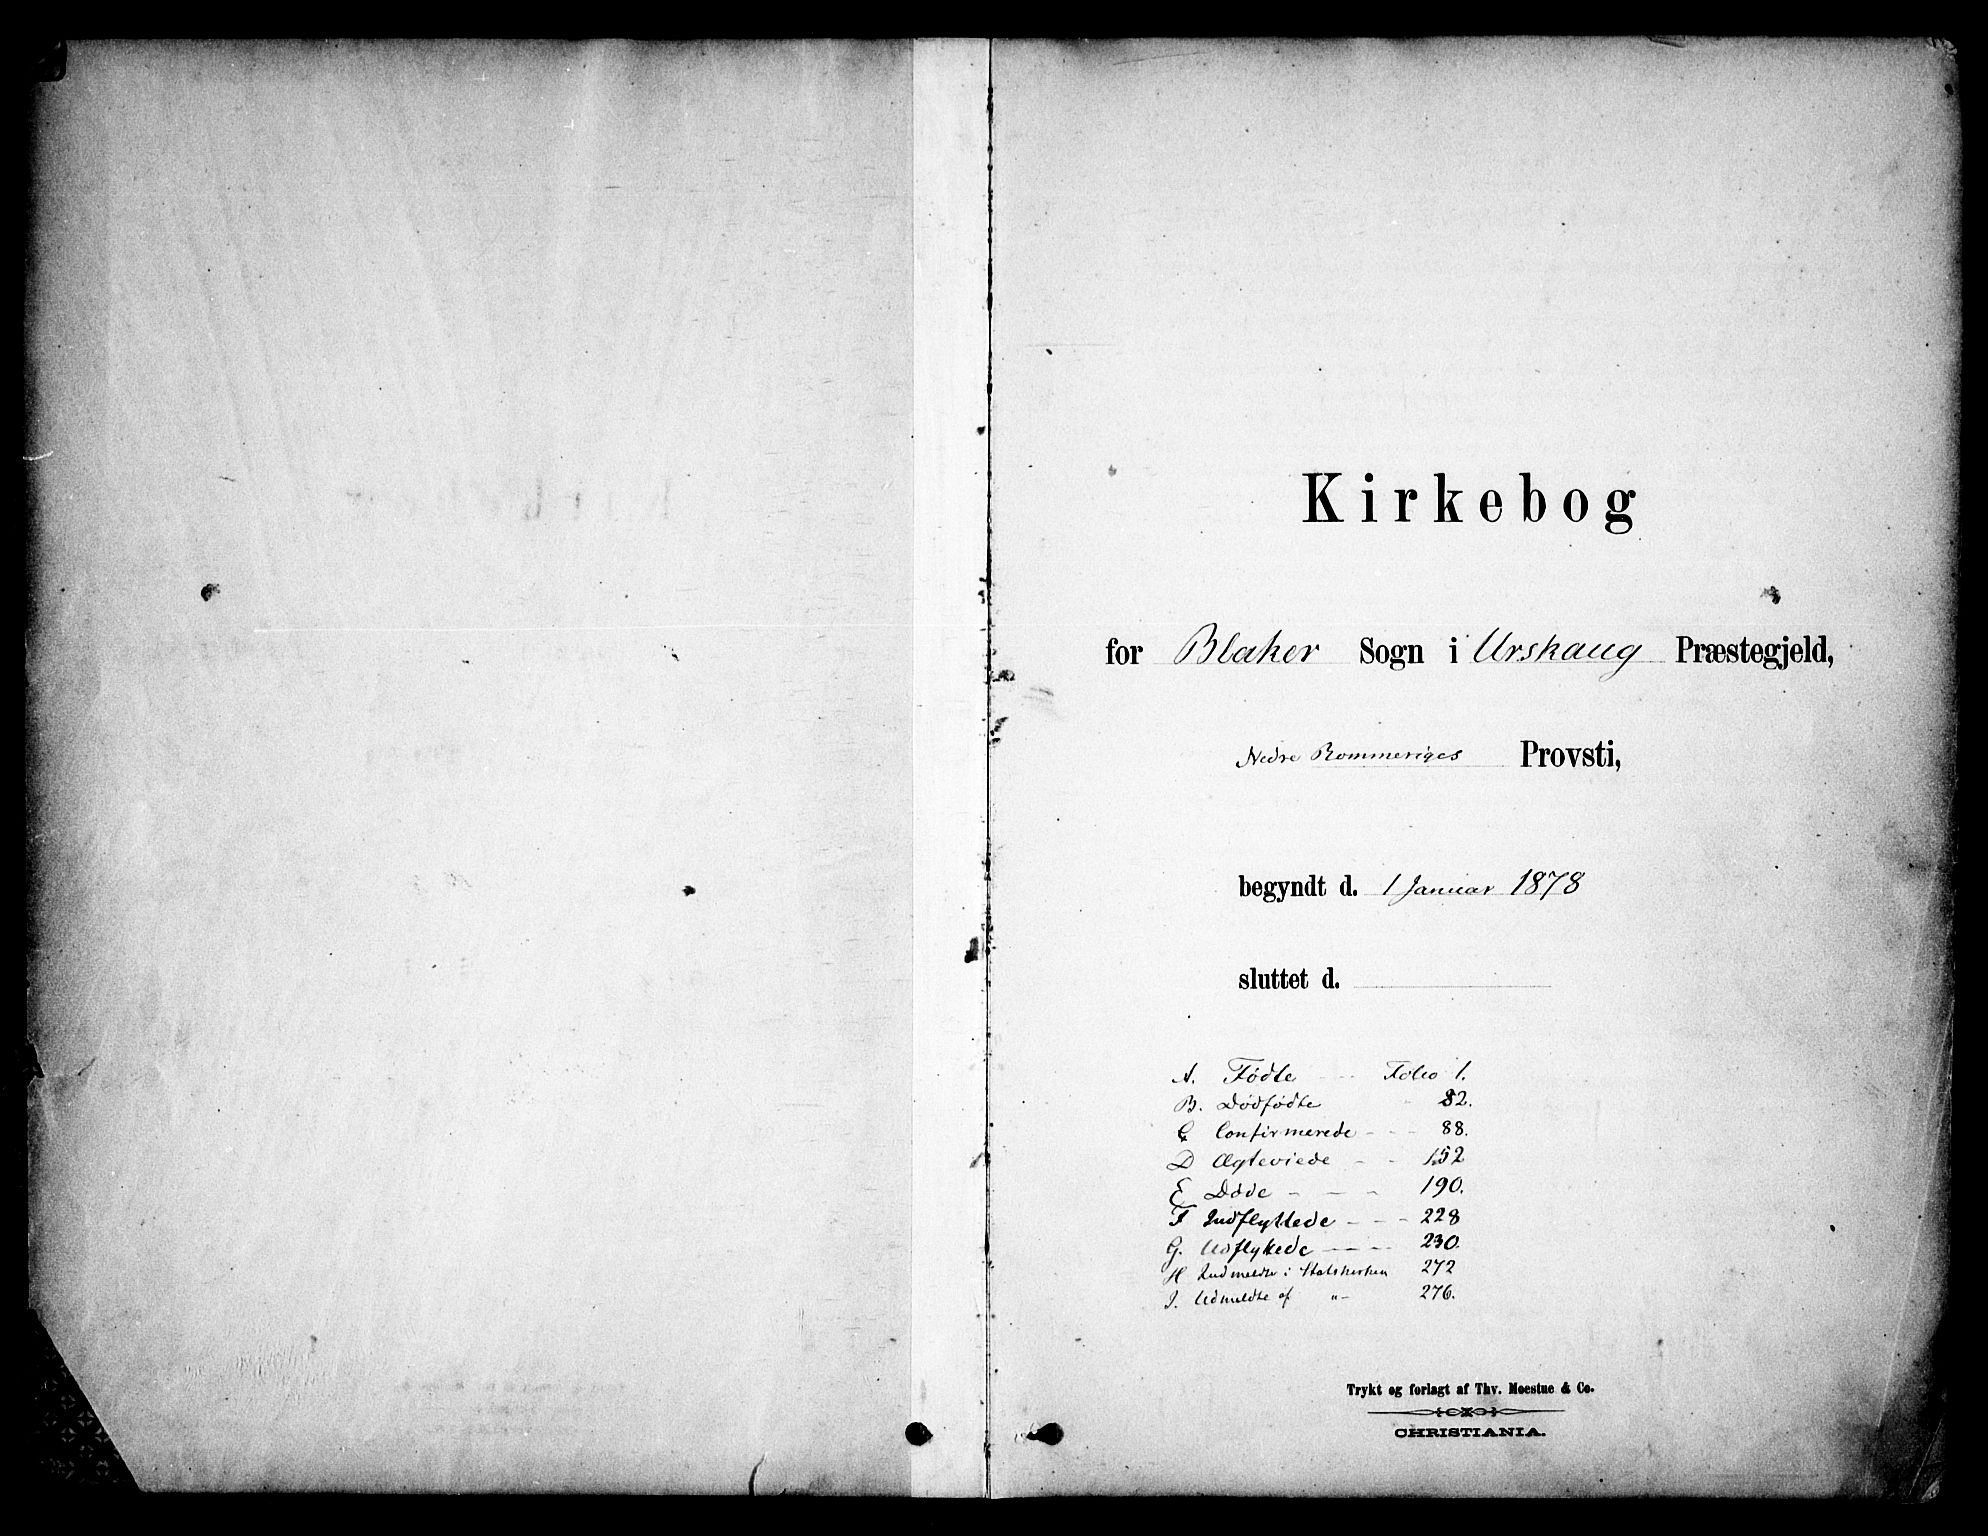 Kirkebog
for Blaker Sogn i Urskaug Præstegjeld,
Nedre Rommeriges Provsti,
begyndt d. 1 Januar 1878
sluttet d.
A. Fødte - - Folio 1.
B. Dødfødte " 82.
C Confirmerede - - - 88.
D Ægteviede - - 152
E Døde - - - 190.
F Indflyttede - - - 228
G. Udflyttede - - - 230.
H Indmeldte i Statskirken 272
I. Udmeldte af -"- 276.
Trykt og forlagt af Thv. Moestue & Co.
CHRISTIANIA.